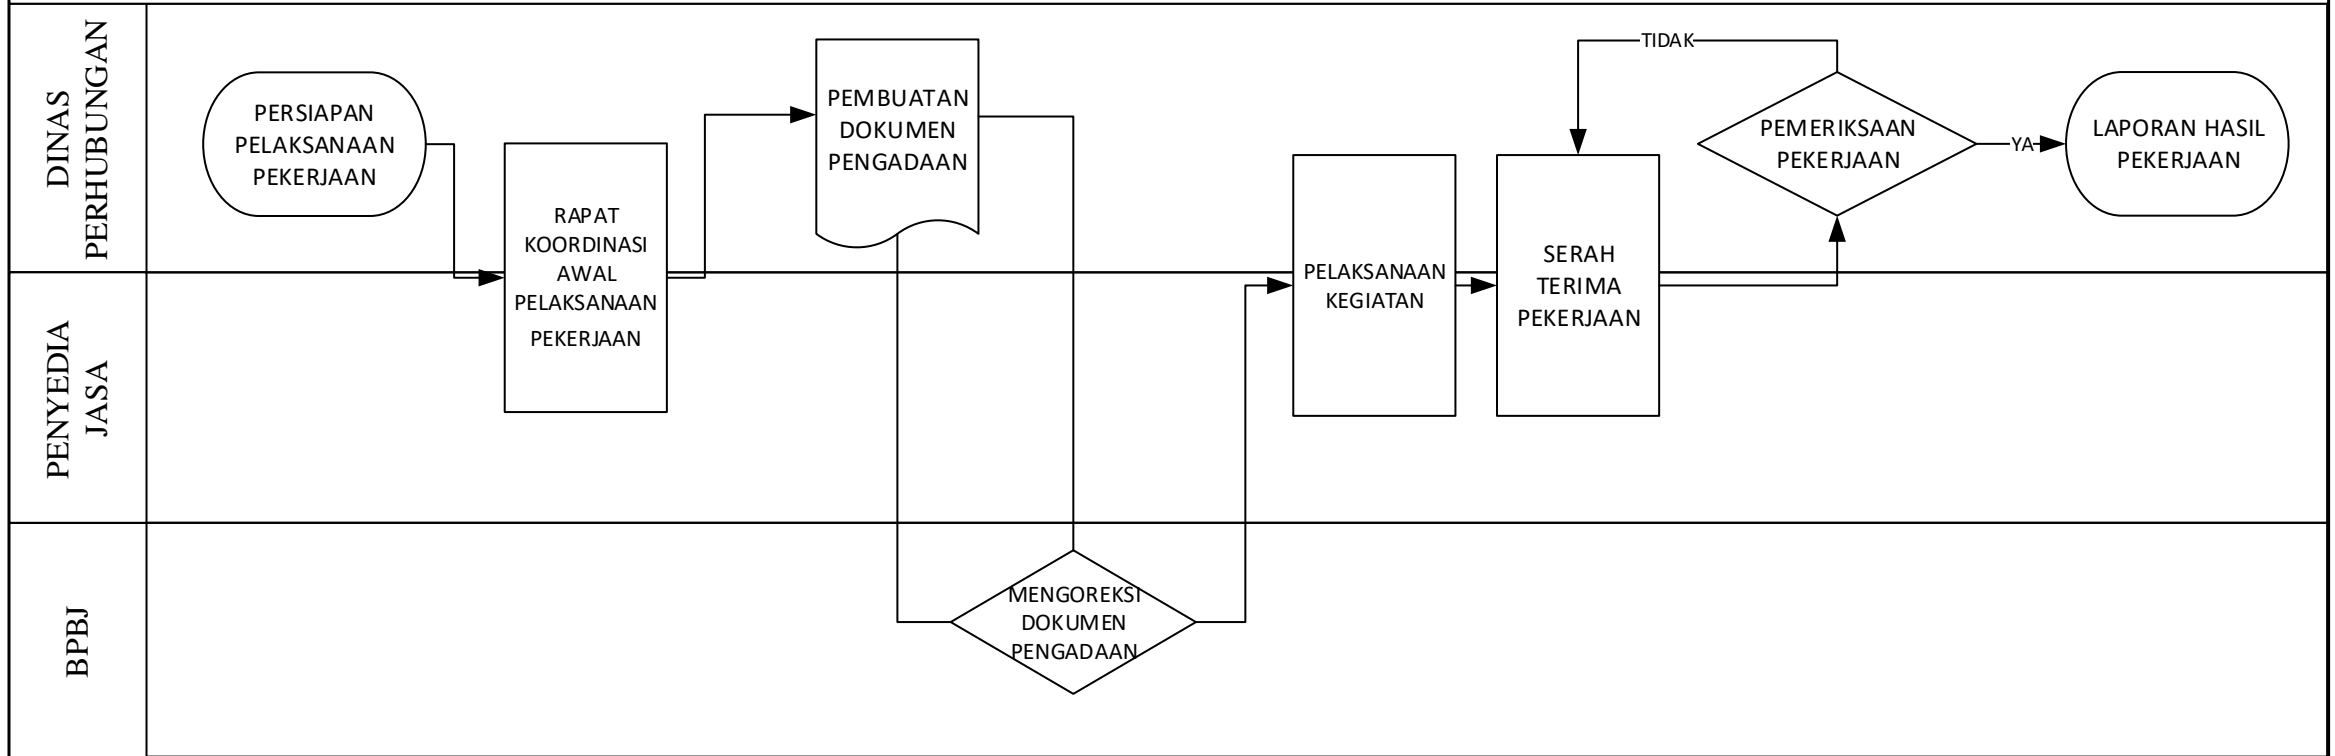 DINAS
PERHUBUNGAN
PERSIAPAN
PELAKSANAAN
PEKERJAAN
RAPAT
KOORDINASI
AWAL
PELAKSANAAN
PEKERJAAN
PEMBUATAN
DOKUMEN
PENGADAAN
PELAKSANAAN
KEGIATAN
SERAH
TERIMA
PEKERJAAN
TIDAK
PEMERIKSAAN
PEKERJAAN
YA
LAPORAN HASIL
PEKERJAAN
PENYEDIA
JASA
BPBJ
MENGOREKSI
DOKUMEN
PENGADAAN